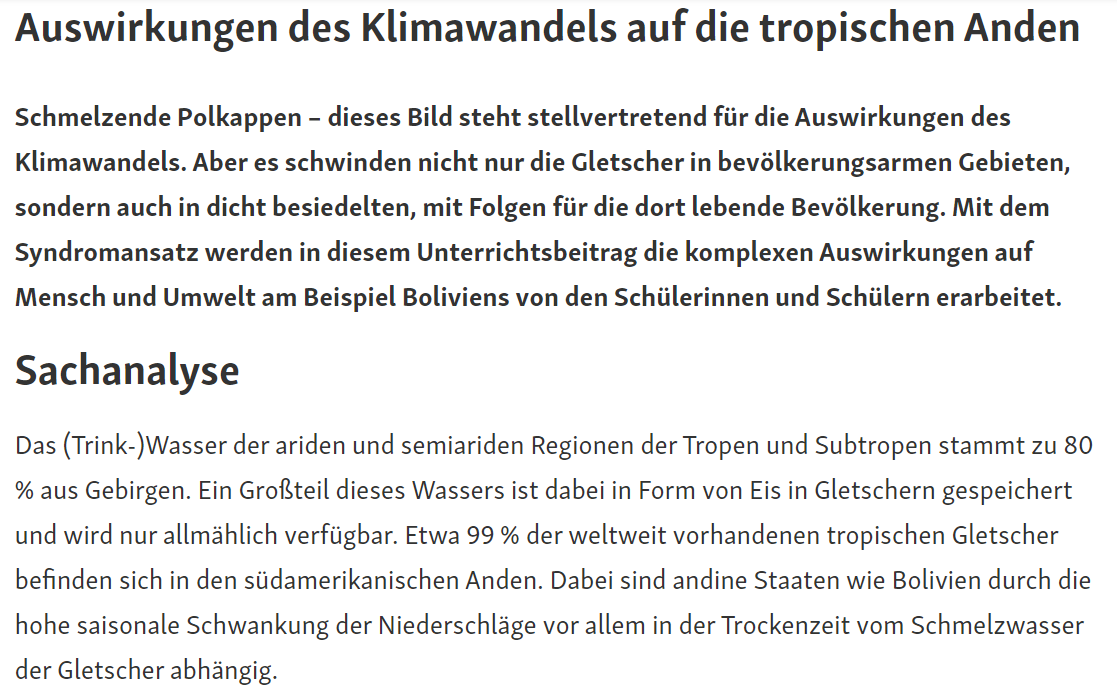 Auswirkungen des Klimawandels auf die tropischen Anden
Schmelzende Polkappen – dieses Bild steht stellvertretend für die Auswirkungen des
Klimawandels. Aber es schwinden nicht nur die Gletscher in bevölkerungsarmen Gebieten,
sondern auch in dicht besiedelten, mit Folgen für die dort lebende Bevölkerung. Mit dem
Syndromansatz werden in diesem Unterrichtsbeitrag die komplexen Auswirkungen auf
Mensch und Umwelt am Beispiel Boliviens von den Schülerinnen und Schülern erarbeitet.
Sachanalyse
Das (Trink-)Wasser der ariden und semiariden Regionen der Tropen und Subtropen stammt zu 80
% aus Gebirgen. Ein Großteil dieses Wassers ist dabei in Form von Eis in Gletschern gespeichert
und wird nur allmählich verfügbar. Etwa 99 % der weltweit vorhandenen tropischen Gletscher
befinden sich in den südamerikanischen Anden. Dabei sind andine Staaten wie Bolivien durch die
hohe saisonale Schwankung der Niederschläge vor allem in der Trockenzeit vom Schmelzwasser
der Gletscher abhängig.